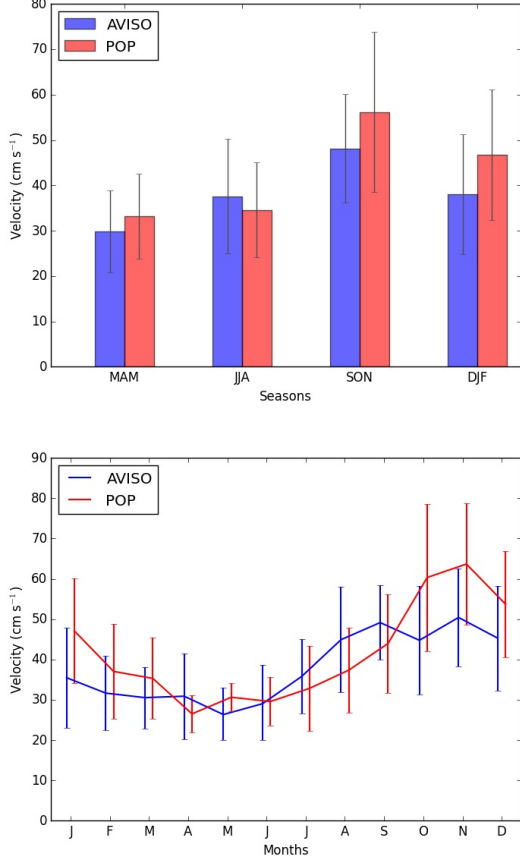 80
70
60
50
40
30
20
10
0
Velocity (cm s⁻¹)
AVISO
POP
MAM JJA SON DJF
Seasons
90
80
70
60
50
40
30
20
10
0
Velocity (cm s⁻¹)
AVISO
POP
J F M A M J J A S O N D
Months